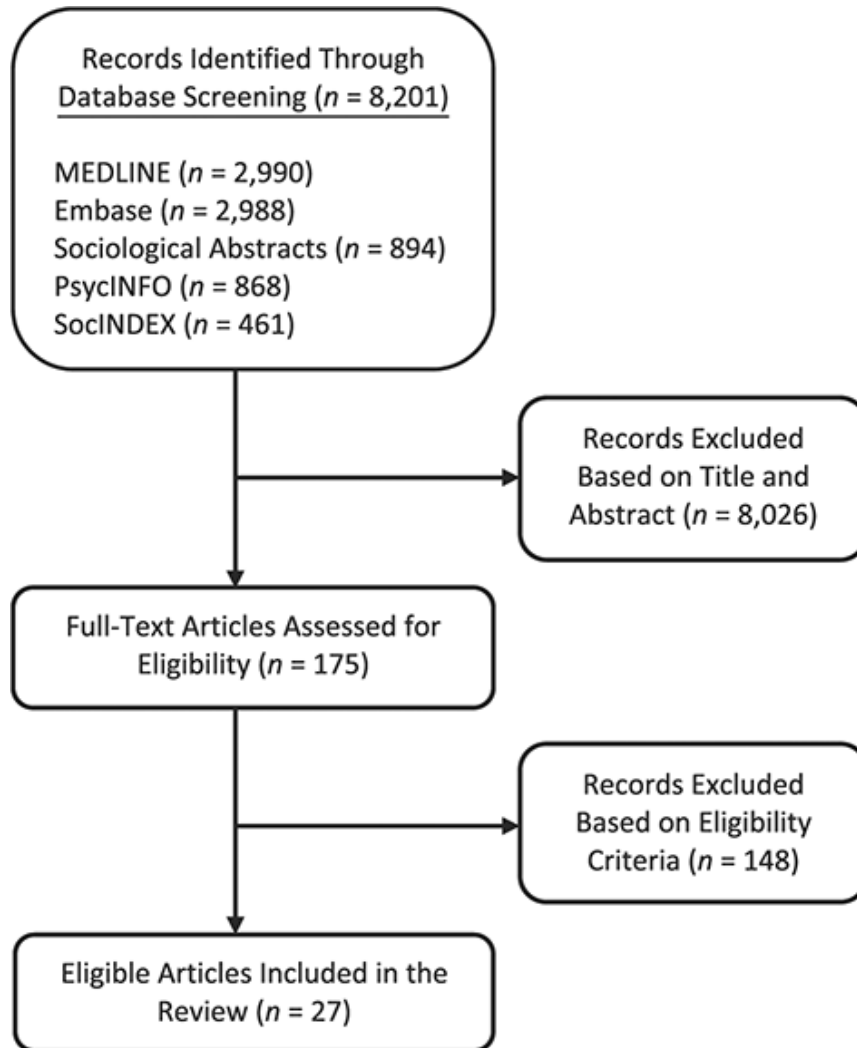 Records Identified Through
Database Screening (n = 8,201)
MEDLINE (n = 2,990)
Embase (n = 2,988)
Sociological Abstracts (n = 894)
PsycINFO (n = 868)
SocINDEX (n = 461)
Records Excluded
Based on Title and
Abstract (n = 8,026)
Full-Text Articles Assessed for
Eligibility (n = 175)
Records Excluded
Based on Eligibility
Criteria (n = 148)
Eligible Articles Included in the
Review (n = 27)